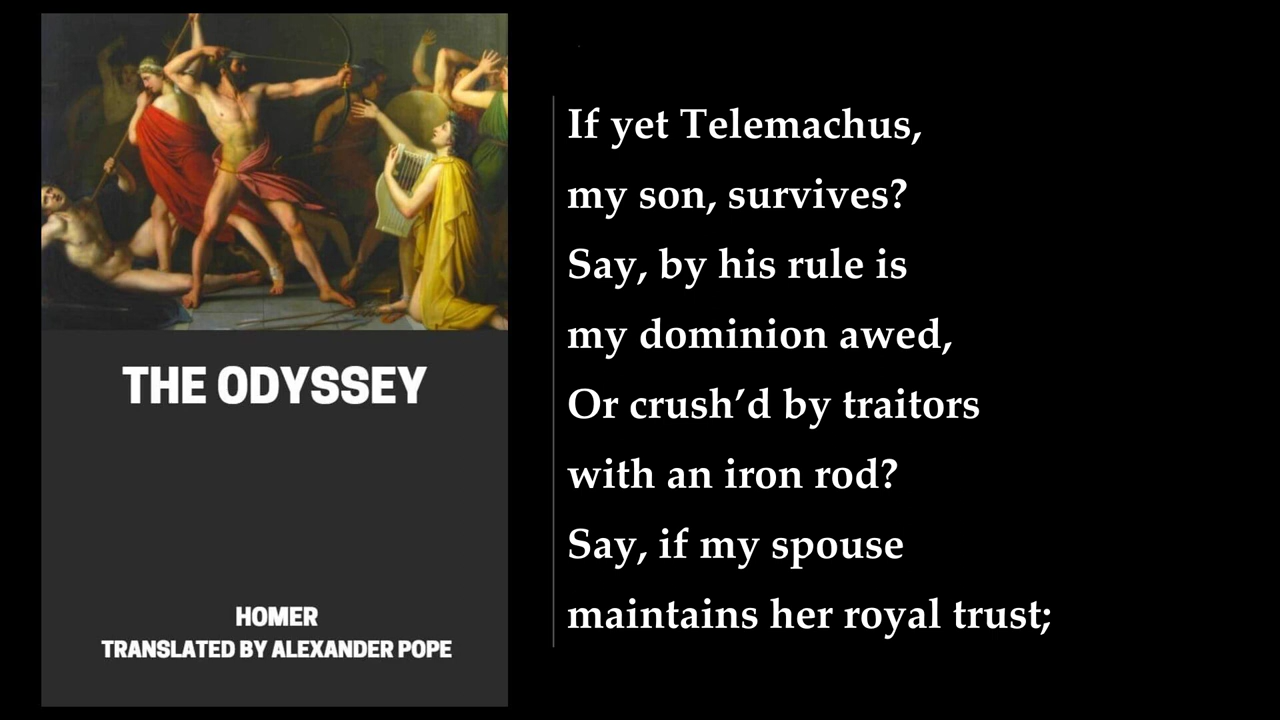 THE ODYSSEY
HOMER
TRANSLATED BY ALEXANDER POPE
If yet Telemachus,
my son, survives?
Say, by his rule is
my dominion awed,
Or crush’d by traitors
with an iron rod?
Say, if my spouse
maintains her royal trust;